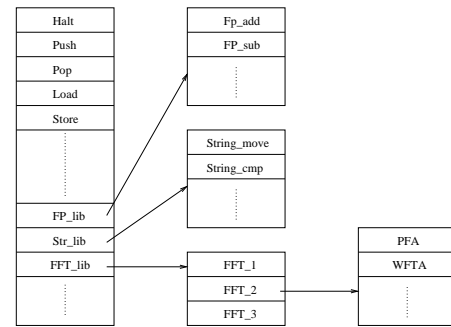 Halt
Push
Pop
Load
Store
FP_lib
Str_lib
FFT_lib
Fp_add
FP_sub
String_move
String_cmp
FFT_1
FFT_2
FFT_3
PFA
WFTA